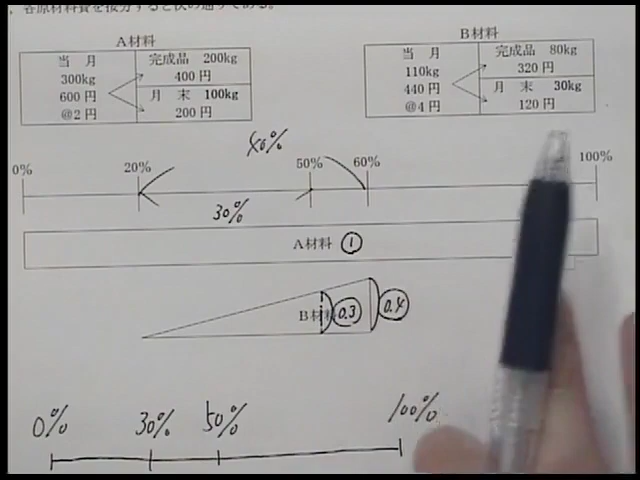 、各原材料費を按分すると次の通りである。
A材料
当 月
300kg
600 円
@2 円
完成品 200kg
400 円
月 末 100kg
200 円
B材料
当 月
110kg
440 円
@4 円
完成品 80kg
320 円
月 末 30kg
120 円
40%
0% 20% 50% 60% 100%
30%
A材料 ①
B材料 0.3 0.4
0% 30% 50% 100%